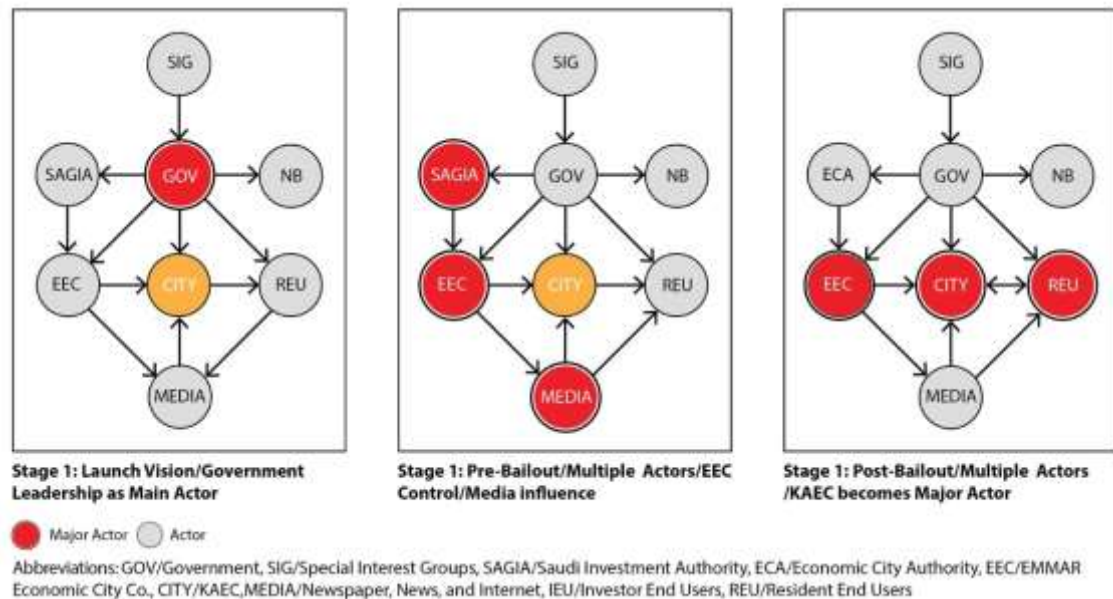 SIG
SAGIA
GOV
NB
EEC
CITY
REU
MEDIA
Stage 1: Launch Vision/Government
Leadership as Main Actor
SIG
SAGIA
GOV
NB
EEC
CITY
REU
MEDIA
Stage 1: Pre-Bailout/Multiple Actors/EEC
Control/Media influence
SIG
ECA
GOV
NB
EEC
CITY
REU
MEDIA
Stage 1: Post-Bailout/Multiple Actors
/KAEC becomes Major Actor
Major Actor
Actor
Abbreviations: GOV/Government, SIG/Special Interest Groups, SAGIA/Saudi Investment Authority, ECA/Economic City Authority, EEC/EMMAR
Economic City Co., CITY/KAEC,MEDIA/Newspaper, News, and Internet, IEU/Investor End Users, REU/Resident End Users